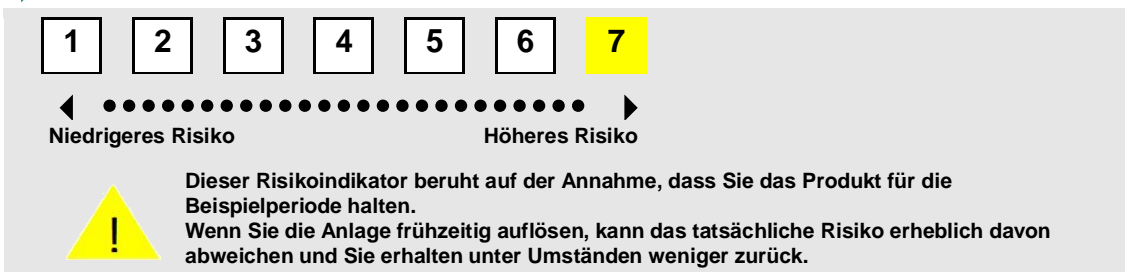 1 2 3 4 5 6 7
Niedrigeres Risiko Höheres Risiko
Dieser Risikoindikator beruht auf der Annahme, dass Sie das Produkt für die
Beispielperiode halten.
! Wenn Sie die Anlage frühzeitig auflösen, kann das tatsächliche Risiko erheblich davon
abweichen und Sie erhalten unter Umständen weniger zurück.